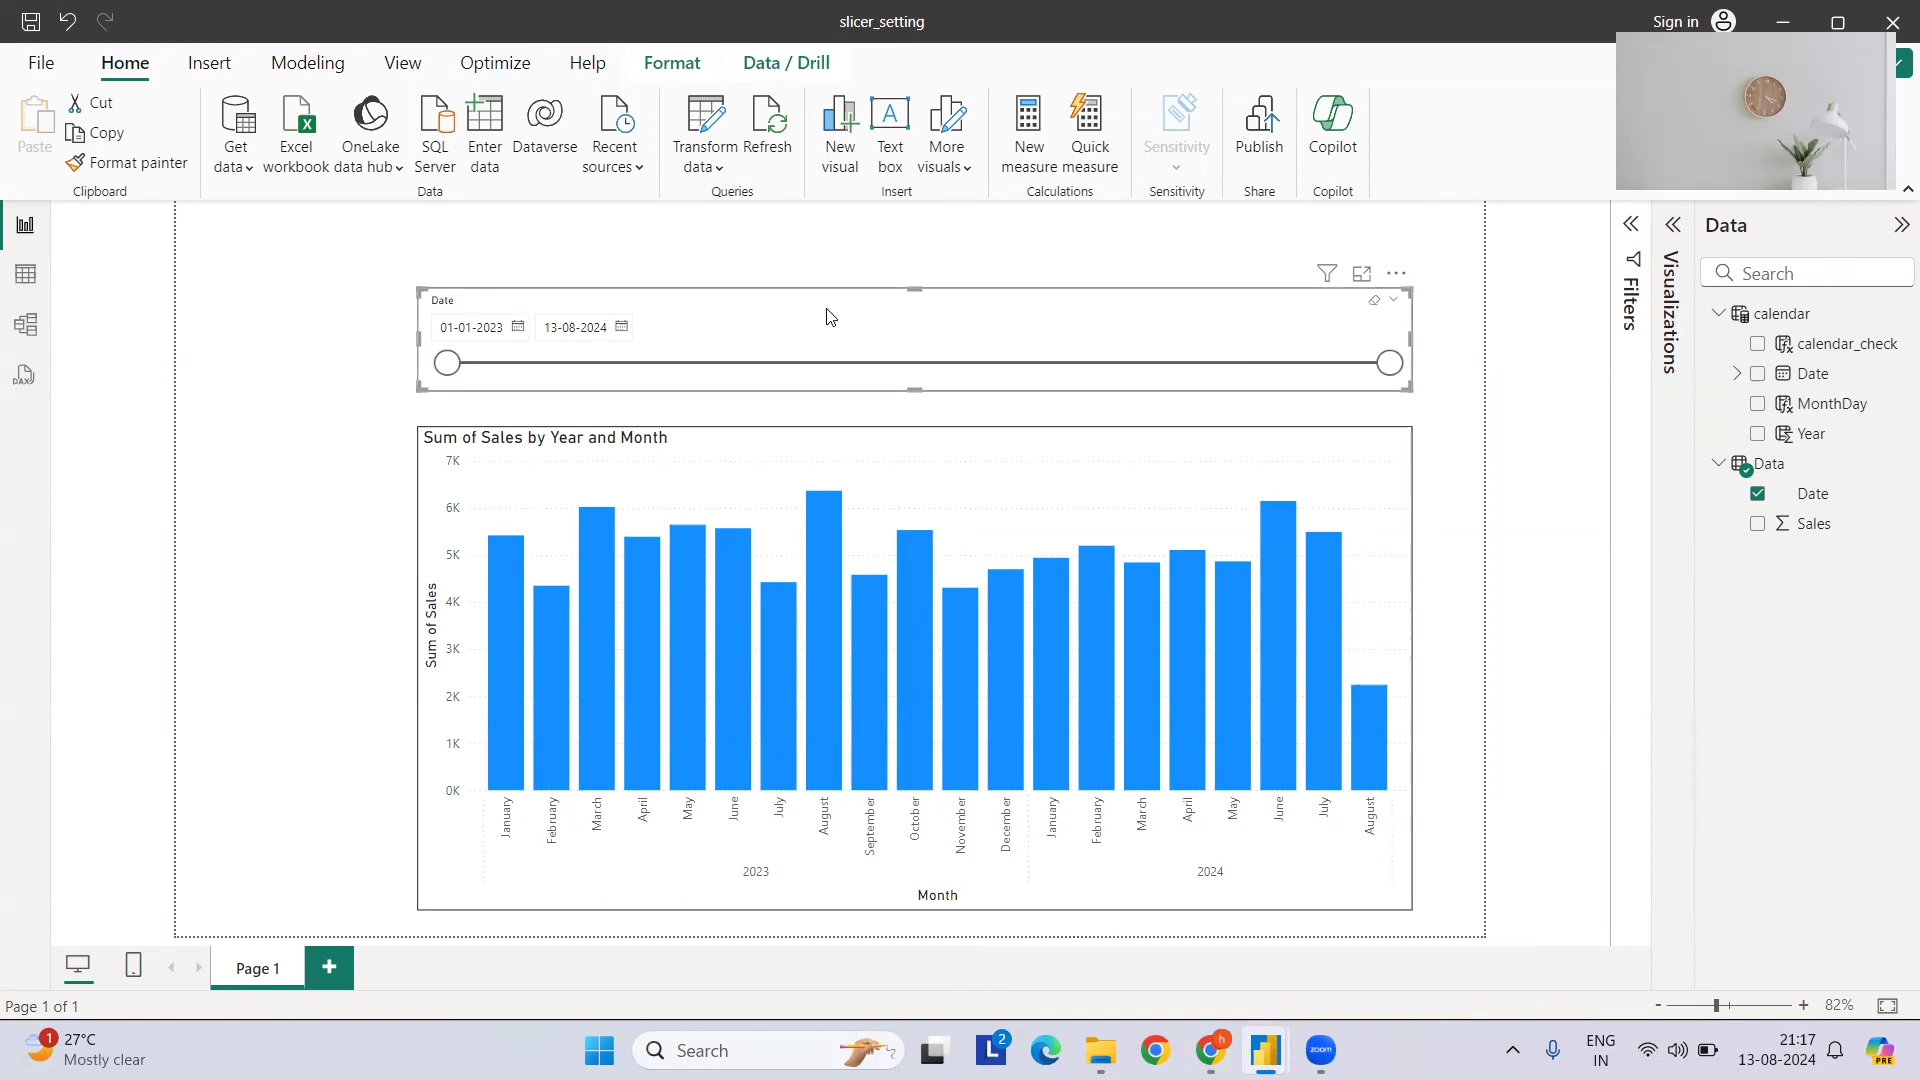 slicer_setting
Sign in
File Home Insert Modeling View Optimize Help Format Data / Drill
Paste
Cut
Copy
Format painter
Clipboard
Get data
Excel workbook
OneLake data hub
SQL Server
Enter data
Dataverse
Recent sources
Data
Transform data
Refresh
Queries
New visual
Text box
More visuals
Insert
New measure
Quick measure
Calculations
Sensitivity
Sensitivity
Publish
Share
Copilot
Copilot
DAX
Date
01-01-2023
13-08-2024
Sum of Sales by Year and Month
7K
6K
5K
4K
3K
2K
1K
0K
Sum of Sales
January February March April May June July August September October November December January February March April May June July August
2023 2024
Month
Filters
Visualizations
Data
Search
calendar
calendar_check
Date
MonthDay
Year
Data
Date
Sales
Page 1
Page 1 of 1
82%
1
27°C
Mostly clear
Search
L
2
h
zoom
ENG
IN
21:17
13-08-2024
PRE